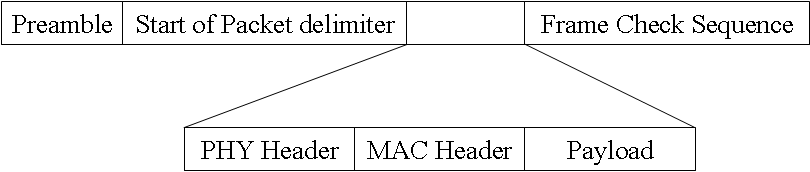 Preamble Start of Packet delimiter Frame Check Sequence
PHY Header MAC Header Payload